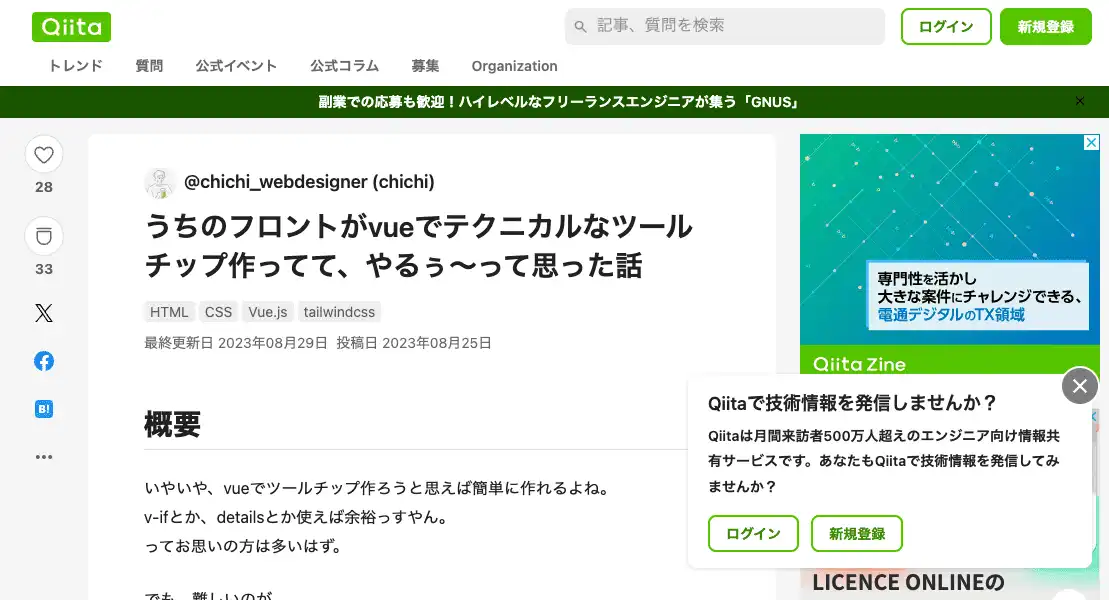 Qiita
記事、質問を検索
ログイン
新規登録
トレンド
質問
公式イベント
公式コラム
募集
Organization
副業での応募も歓迎！ハイレベルなフリーランスエンジニアが集う「GNUS」
28
33
B!
@chichi_webdesigner (chichi)
うちのフロントがvueでテクニカルなツール
チップ作ってて、やるぅ〜って思った話
HTML
CSS
Vue.js
tailwindcss
最終更新日 2023年08月29日 投稿日 2023年08月25日
概要
いやいや、vueでツールチップ作ろうと思えば簡単に作れるよね。
v-ifとか、detailsとか使えば余裕っすやん。
ってお思いの方は多いはず。
でも、難しいのが、
専門性を活かし
大きな案件にチャレンジできる、
電通デジタルのTX領域
Qiita Zine
Qiitaで技術情報を発信しませんか？
Qiitaは月間来訪者500万人超えのエンジニア向け情報共
有サービスです。あなたもQiitaで技術情報を発信してみ
ませんか？
ログイン
新規登録
LICENCE ONLINEの